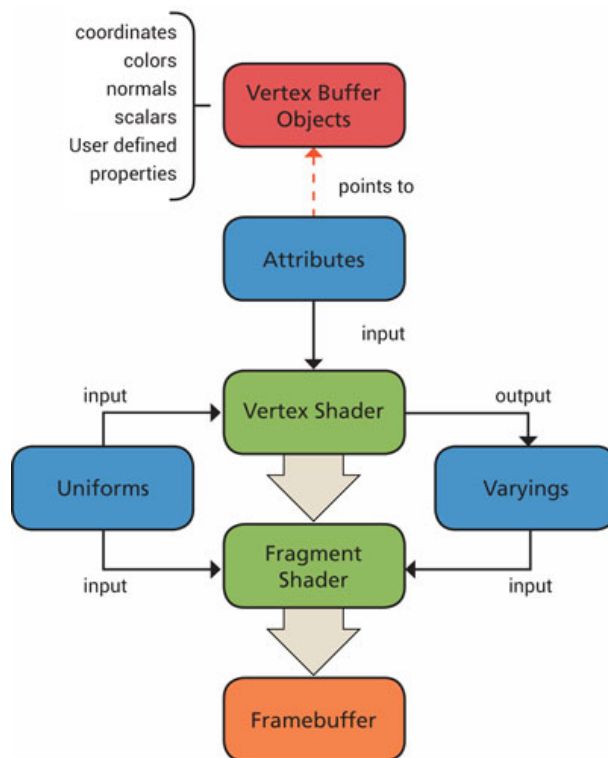 coordinates
colors
normals
scalars
User defined
properties
Vertex Buffer
Objects
points to
Attributes
input
input
Vertex Shader
output
Uniforms
Varyings
Fragment
Shader
input
input
Framebuffer